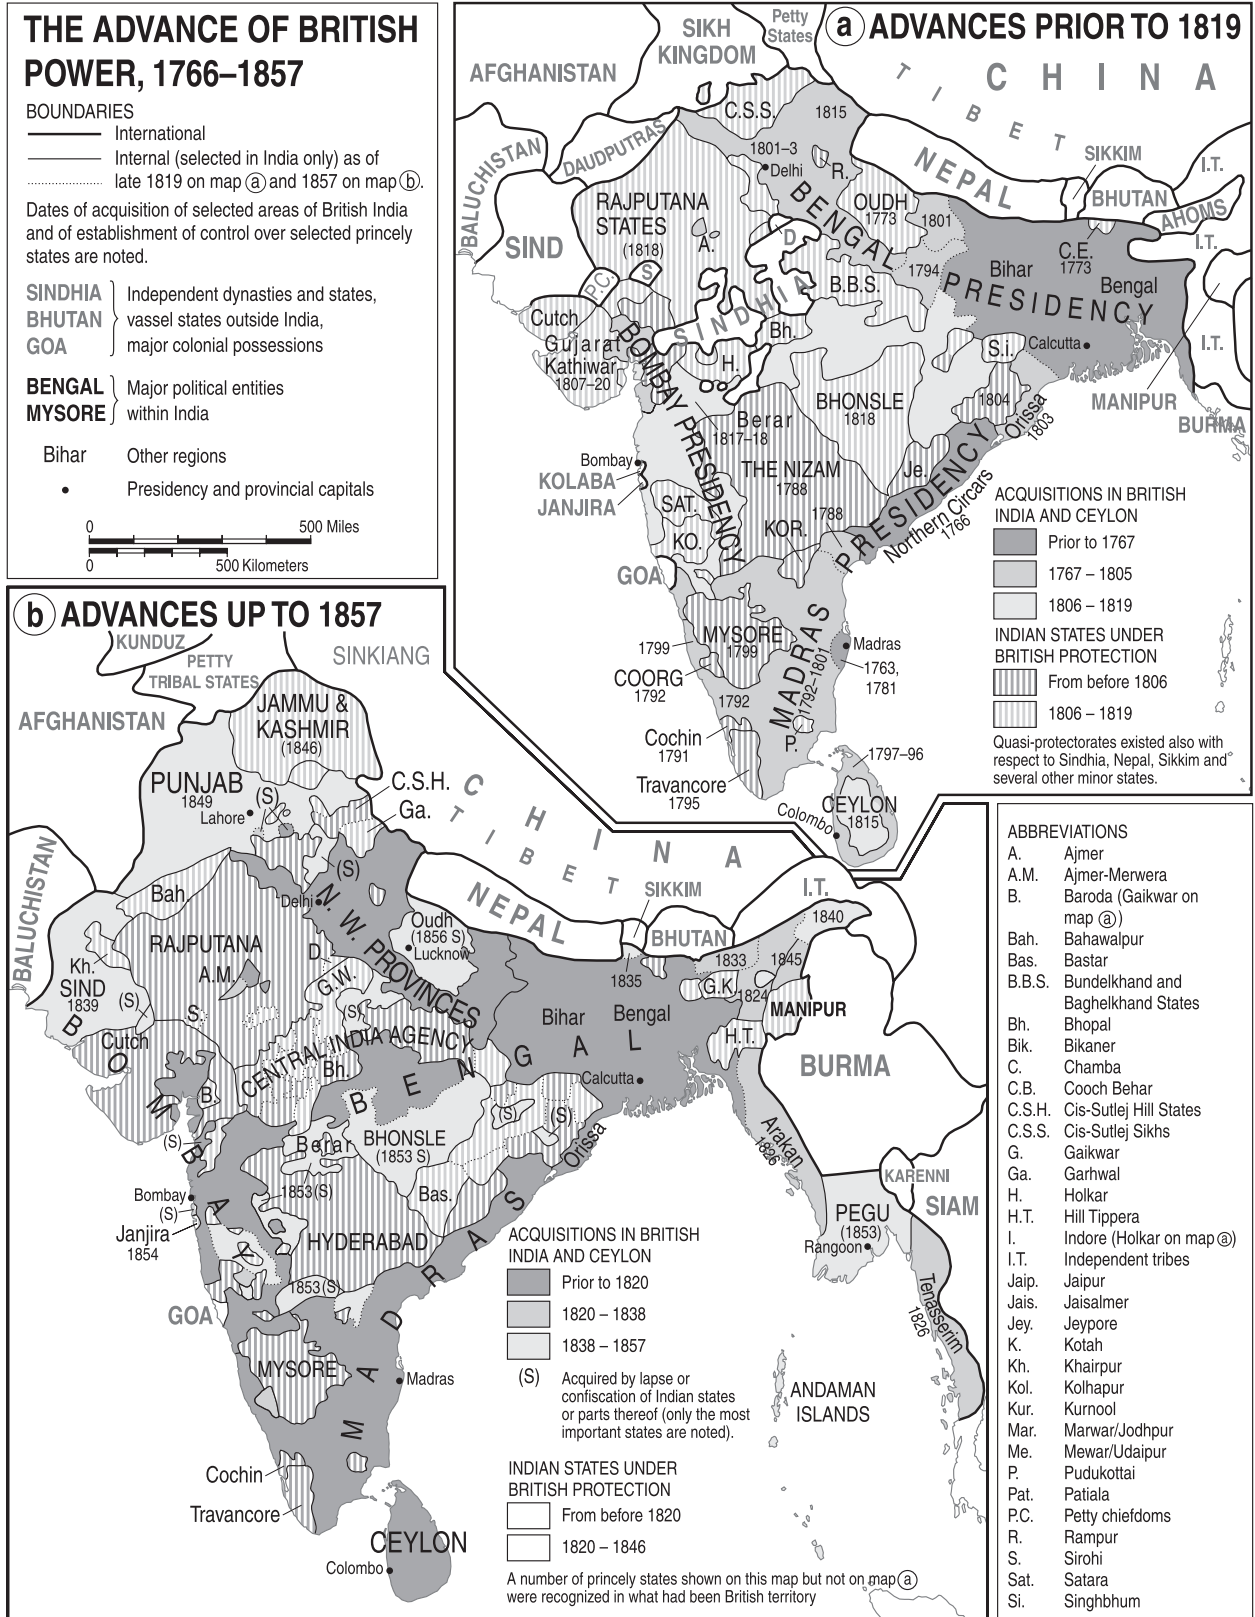 THE ADVANCE OF BRITISH
POWER, 1766–1857
BOUNDARIES
International
Internal (selected in India only) as of
late 1819 on map ⓐ and 1857 on map ⓑ.
Dates of acquisition of selected areas of British India
and of establishment of control over selected princely
states are noted.
SINDHIA
BHUTAN
GOA
Independent dynasties and states,
vassel states outside India,
major colonial possessions
BENGAL
MYSORE
Major political entities
within India
Bihar
Other regions
Presidency and provincial capitals
0
500 Miles
0
500 Kilometers
a ADVANCES PRIOR TO 1819
SIKH
KINGDOM
Petty
States
AFGHANISTAN
CHINA
TIBET
BALUCHISTAN
DAUDPUTRAS
C.S.S.
1815
1801–3
Delhi
R.
NEPAL
SIKKIM
I.T.
BHUTAN
AHOMS
I.T.
SIND
RAJPUTANA
STATES
(1818)
A.
OUDH
1773
1801
D
BENGAL
PRESIDENCY
C.E.
1773
Bihar
Bengal
1794
P.C.
S
B.B.S.
SINDHIA
Cutch
Gujarat
Kathiwar
1807–20
Bh.
H.
S.i.
Calcutta
I.T.
MANIPUR
BURMA
BOMBAY PRESIDENCY
BHONSLE
1818
1804
Orissa
1803
Berar
1817–18
Bombay
KOLABA
JANJIRA
THE NIZAM
1788
Je.
SAT.
1788
KOR.
KO.
PRESIDENCY
Northern Circars
1766
GOA
MYSORE
1799
1799
COORG
1792
MADRAS
1792–1801
Madras
1763,
1781
1792
Cochin
1791
P.
Travancore
1795
1797–96
CEYLON
1815
Colombo
ACQUISITIONS IN BRITISH
INDIA AND CEYLON
Prior to 1767
1767 – 1805
1806 – 1819
INDIAN STATES UNDER
BRITISH PROTECTION
From before 1806
1806 – 1819
Quasi-protectorates existed also with
respect to Sindhia, Nepal, Sikkim and
several other minor states.
b ADVANCES UP TO 1857
KUNDUZ
PETTY
TRIBAL STATES
SINKIANG
AFGHANISTAN
JAMMU &
KASHMIR
(1846)
PUNJAB
1849
Lahore
(S)
C.S.H.
Ga.
CHINA
TIBET
BALUCHISTAN
(S)
Bah.
Delhi
N. W. PROVINCES
NEPAL
SIKKIM
BHUTAN
I.T.
1840
Oudh
(1856 S)
Lucknow
RAJPUTANA
A.M.
D.
G.W.
Kh.
SIND
1839
(S)
S.
(S)
1835
1833
1845
G.K.
1824
MANIPUR
Bihar
Bengal
H.T.
BURMA
Cutch
CENTRAL INDIA AGENCY
Bh.
BENGAL
Calcutta
B.
BOMBAY
(S)
(S)
(S)
Berar
BHONSLE
(1853 S)
Orissa
Arakan
1826
KARENNI
SIAM
PEGU
(1853)
Rangoon
Tenasserim
1826
Bombay
(S)
Janjira
1854
1853(S)
Bas.
HYDERABAD
1853(S)
GOA
MADRAS
MYSORE
Madras
Cochin
Travancore
CEYLON
Colombo
ANDAMAN
ISLANDS
ACQUISITIONS IN BRITISH
INDIA AND CEYLON
Prior to 1820
1820 – 1838
1838 – 1857
(S)
Acquired by lapse or
confiscation of Indian states
or parts thereof (only the most
important states are noted).
INDIAN STATES UNDER
BRITISH PROTECTION
From before 1820
1820 – 1846
A number of princely states shown on this map but not on map ⓐ
were recognized in what had been British territory
ABBREVIATIONS
A. Ajmer
A.M. Ajmer-Merwera
B. Baroda (Gaikwar on
map ⓐ)
Bah. Bahawalpur
Bas. Bastar
B.B.S. Bundelkhand and
Baghelkhand States
Bh. Bhopal
Bik. Bikaner
C. Chamba
C.B. Cooch Behar
C.S.H. Cis-Sutlej Hill States
C.S.S. Cis-Sutlej Sikhs
G. Gaikwar
Ga. Garhwal
H. Holkar
H.T. Hill Tippera
I. Indore (Holkar on map ⓐ)
I.T. Independent tribes
Jaip. Jaipur
Jais. Jaisalmer
Jey. Jeypore
K. Kotah
Kh. Khairpur
Kol. Kolhapur
Kur. Kurnool
Mar. Marwar/Jodhpur
Me. Mewar/Udaipur
P. Pudukottai
Pat. Patiala
P.C. Petty chiefdoms
R. Rampur
S. Sirohi
Sat. Satara
Si. Singhbhum